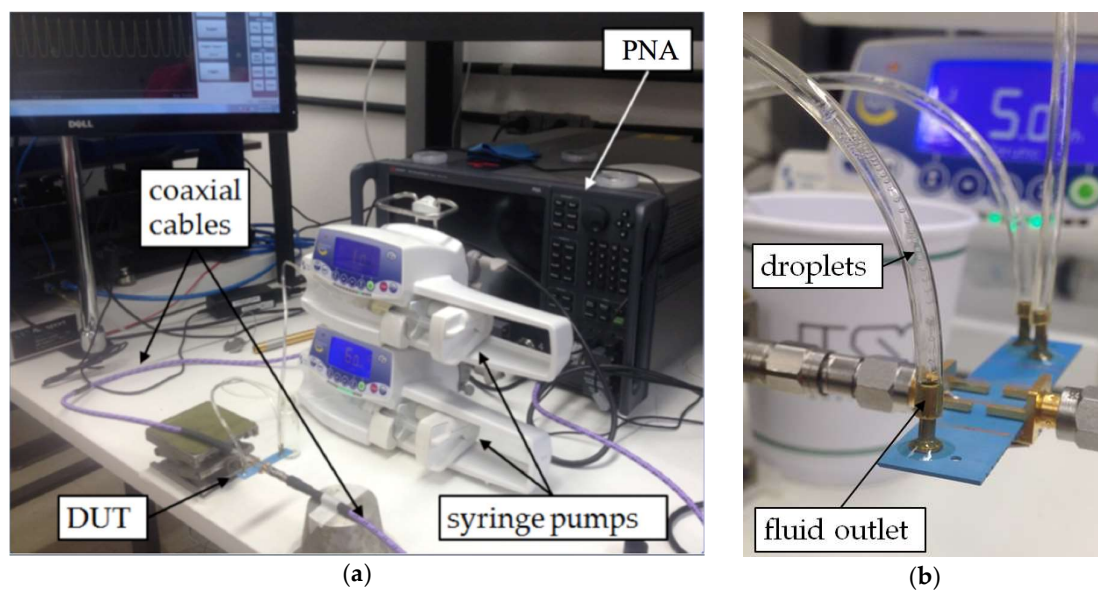 PNA
DELL
coaxial
cables
DUT
syringe pumps
(a)
5.0
droplets
fluid outlet
(b)